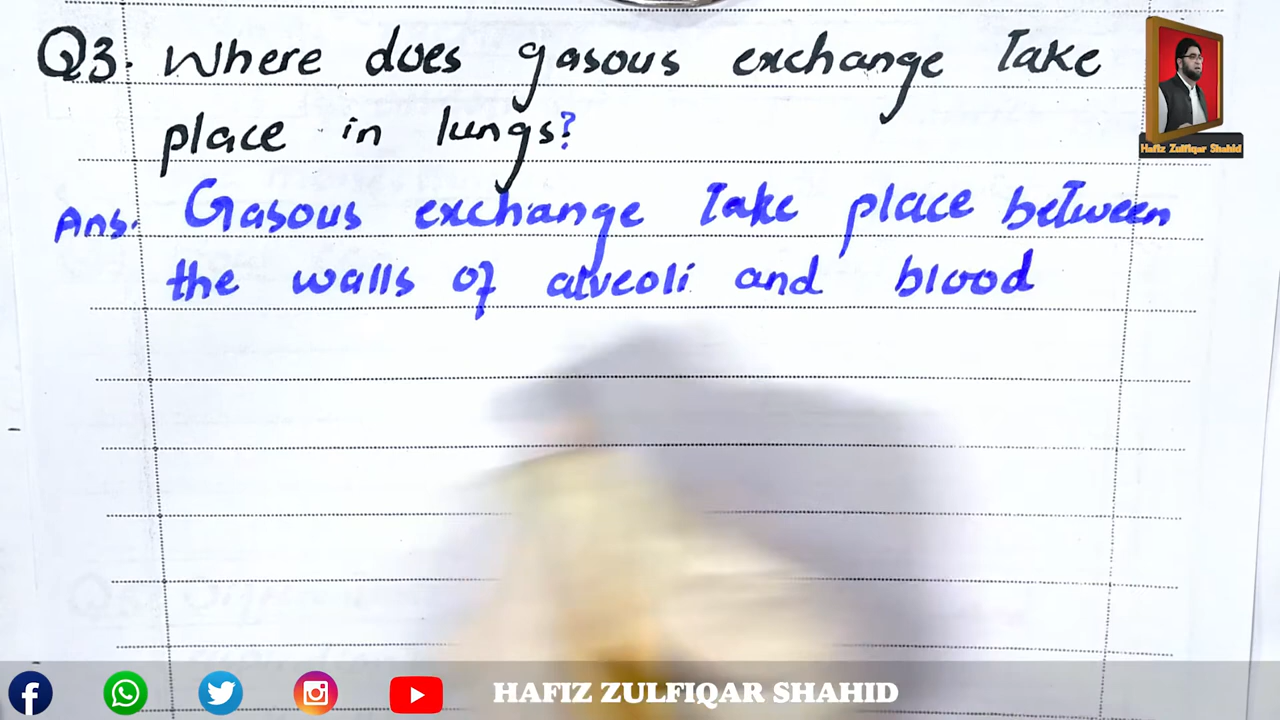 Q3. Where does gasous exchange Take
place in lungs?
Ans. Gasous exchange Take place between
the walls of alveoli and blood
Hafiz Zulfiqar Shahid
HAFIZ ZULFIQAR SHAHID